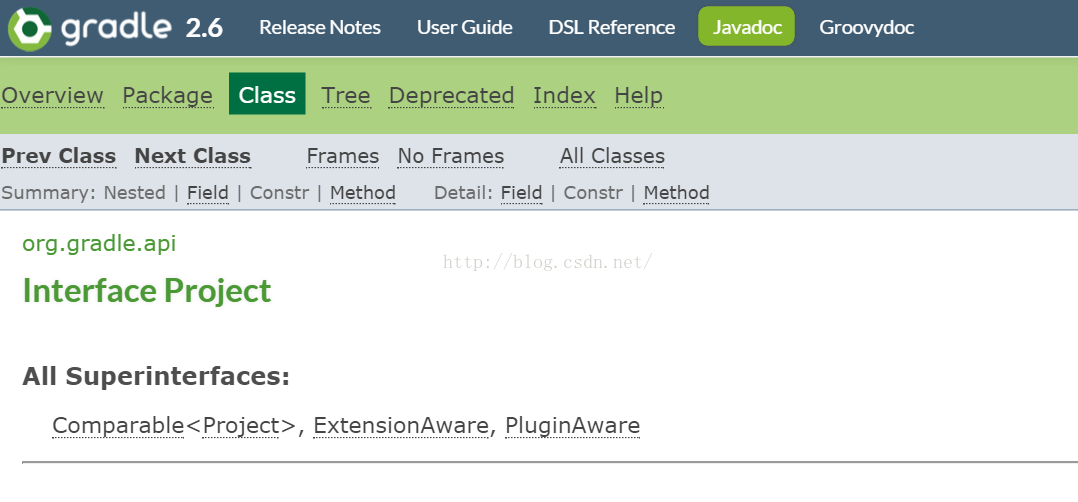 gradle 2.6 Release Notes User Guide DSL Reference Javadoc Groovydoc
Overview Package Class Tree Deprecated Index Help
Prev Class Next Class Frames No Frames All Classes
Summary: Nested | Field | Constr | Method Detail: Field | Constr | Method
org.gradle.api
http://blog.csdn.net/
Interface Project
All Superinterfaces:
Comparable<Project>, ExtensionAware, PluginAware